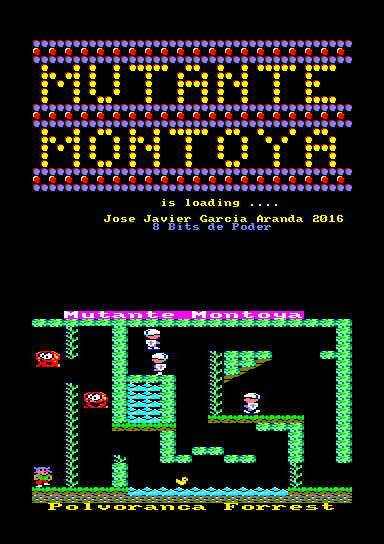 MUTANTE
MONTOYA
is loading ....
Jose Javier Garcia Aranda 2016
8 Bits de Poder
Mutante Montoya
Polvoranca Forrest